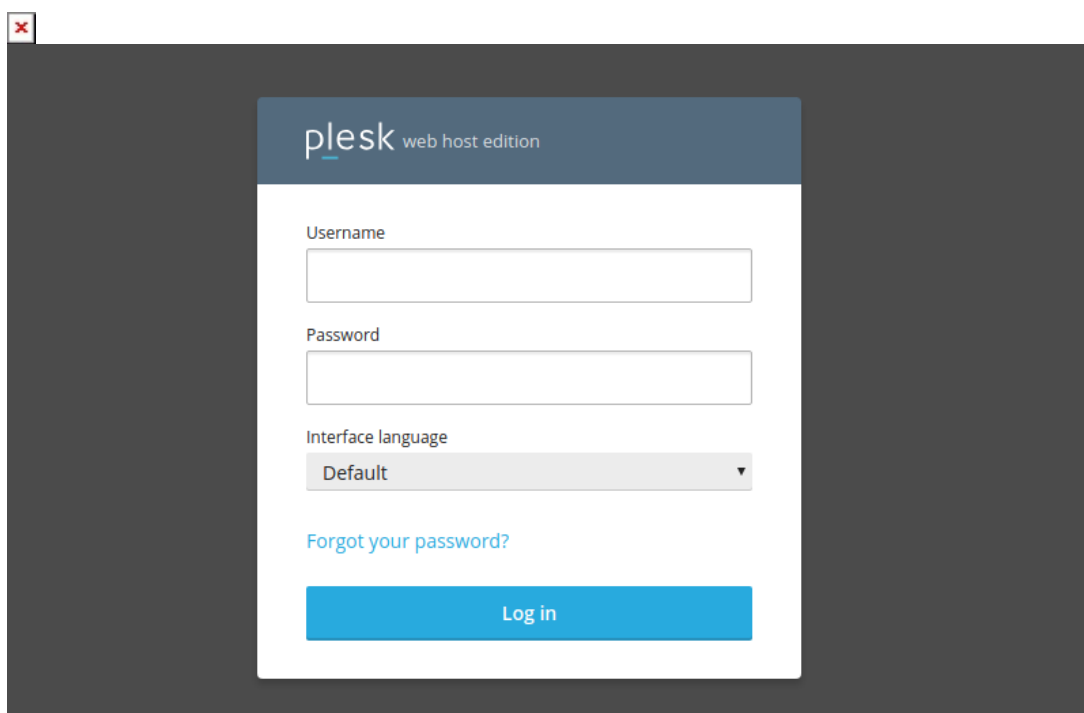 plesk web host edition
Username
Password
Interface language
Default
Forgot your password?
Log in